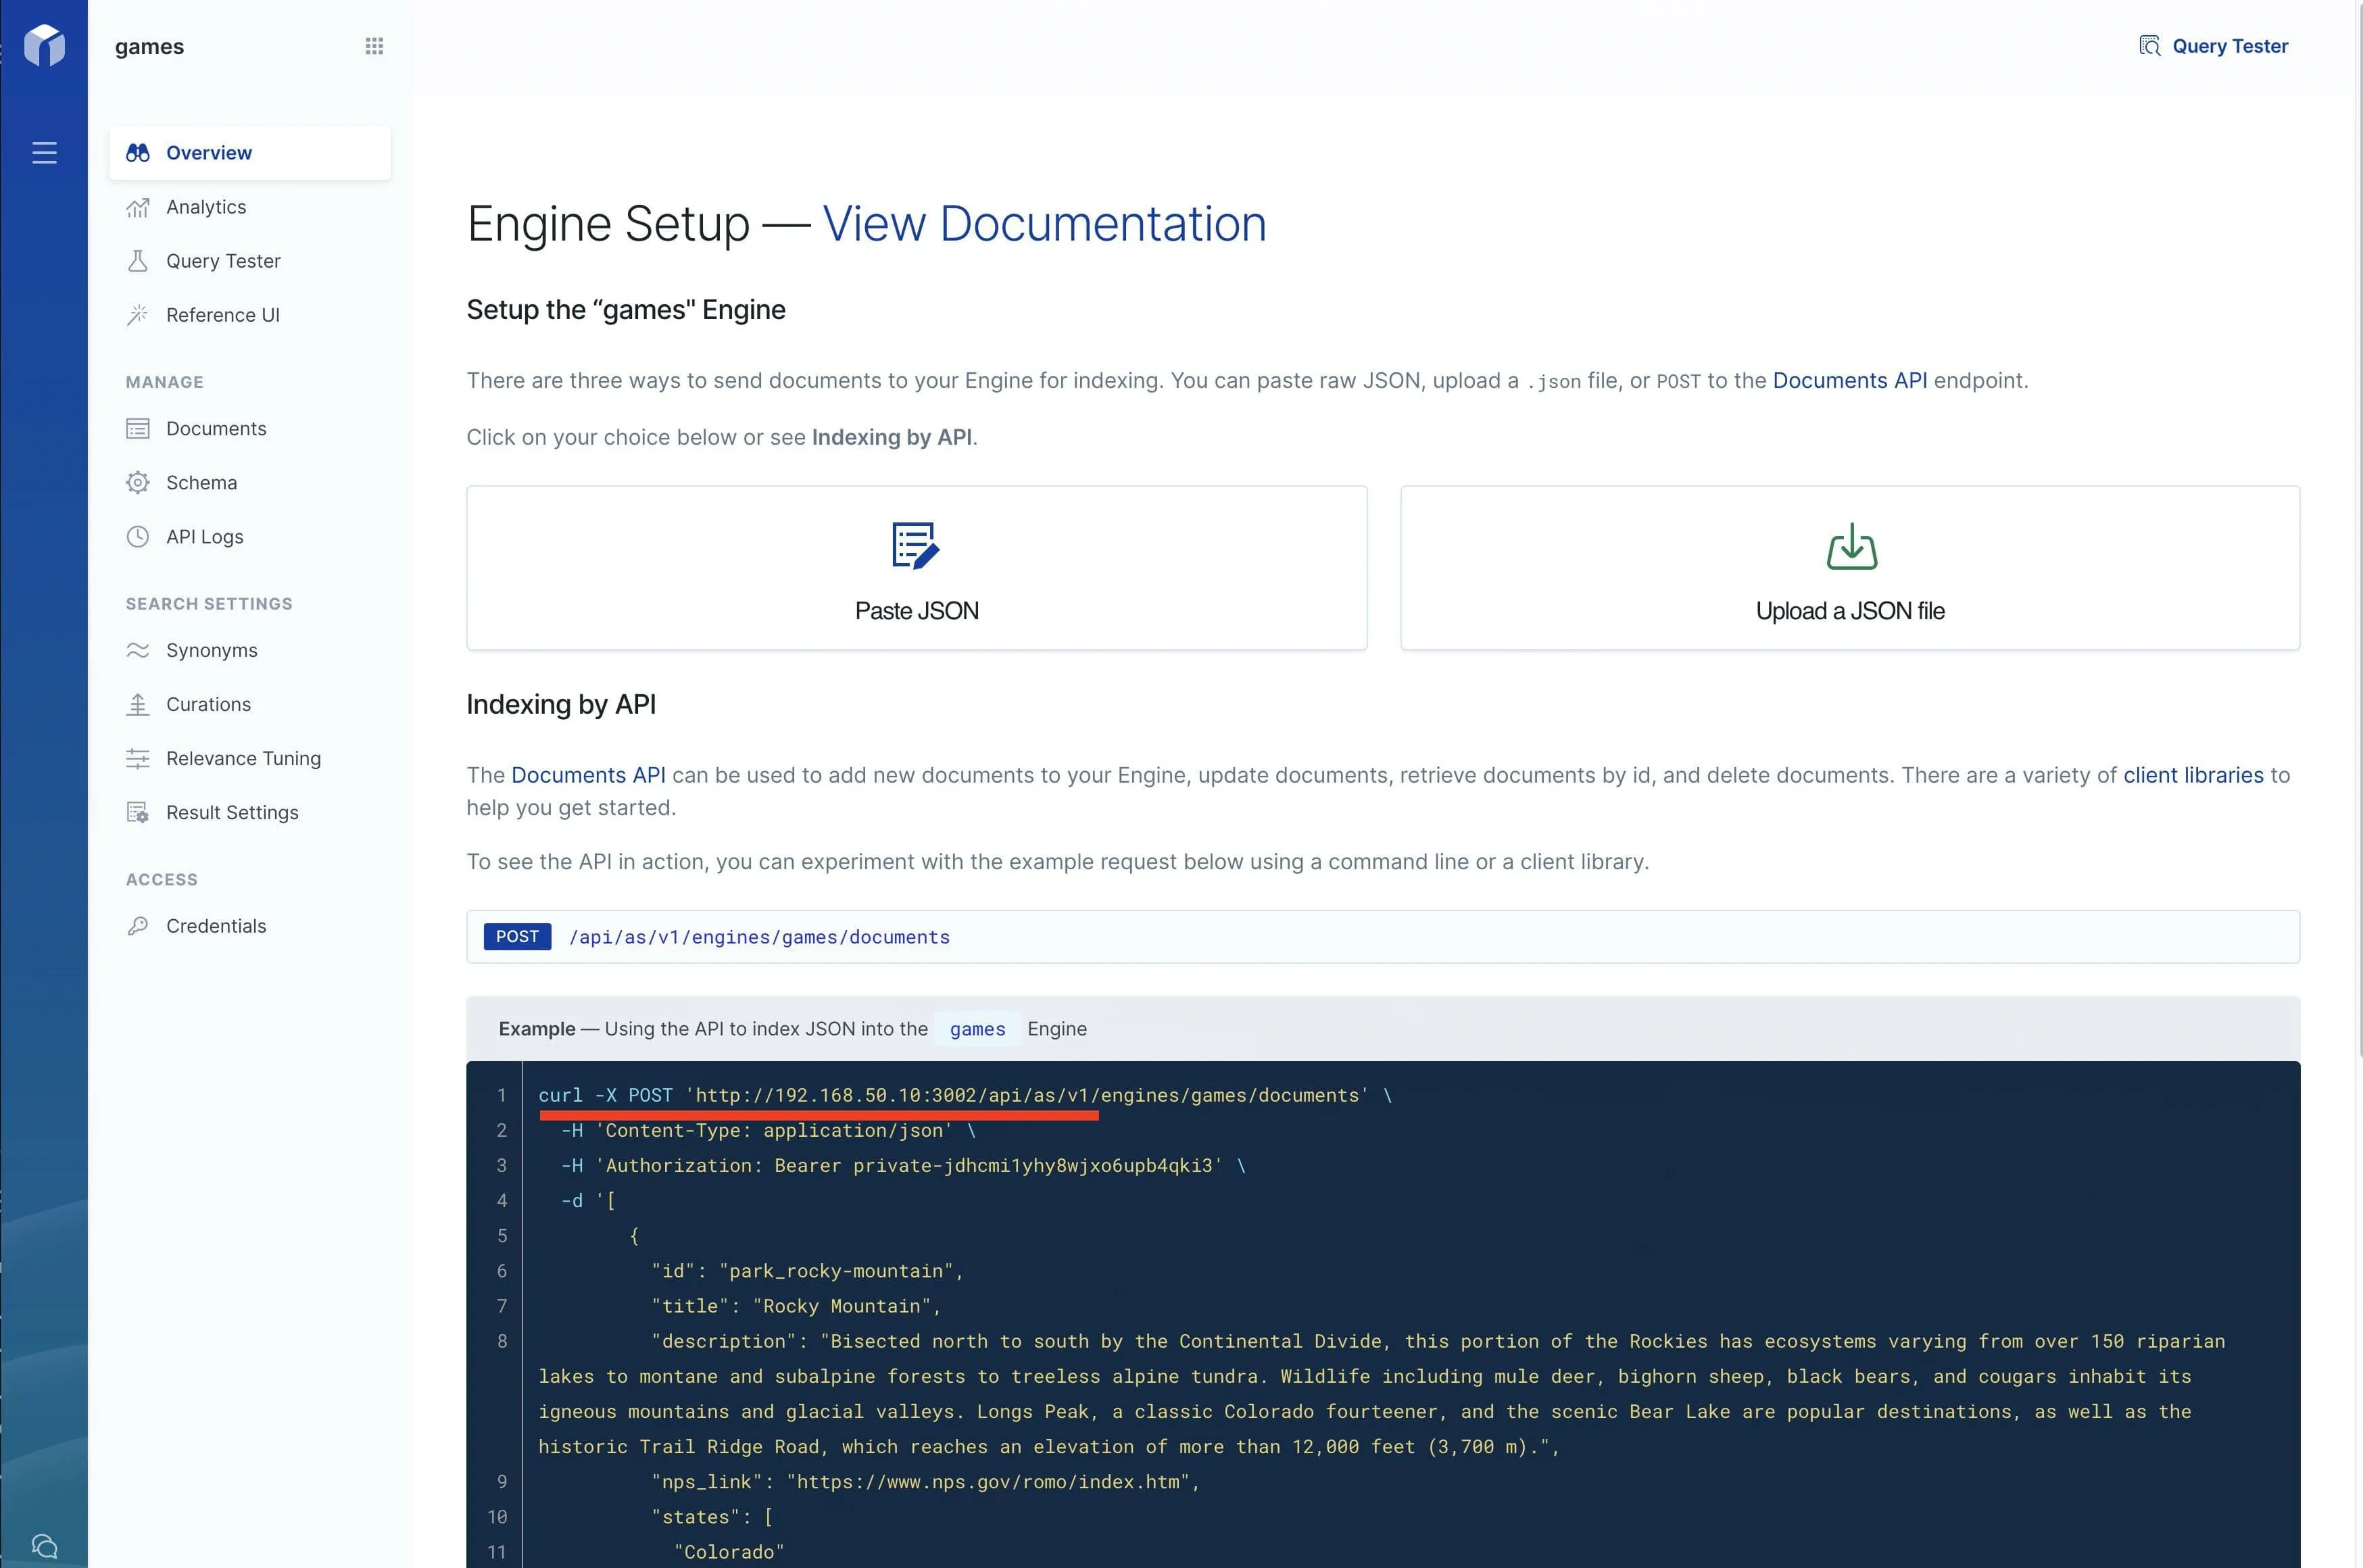 games
Query Tester
Overview
Analytics
Query Tester
Reference UI
MANAGE
Documents
Schema
API Logs
SEARCH SETTINGS
Synonyms
Curations
Relevance Tuning
Result Settings
ACCESS
Credentials
Engine Setup — View Documentation
Setup the “games" Engine
There are three ways to send documents to your Engine for indexing. You can paste raw JSON, upload a .json file, or POST to the Documents API endpoint.
Click on your choice below or see Indexing by API.
Paste JSON
Upload a JSON file
Indexing by API
The Documents API can be used to add new documents to your Engine, update documents, retrieve documents by id, and delete documents. There are a variety of client libraries to
help you get started.
To see the API in action, you can experiment with the example request below using a command line or a client library.
POST /api/as/v1/engines/games/documents
Example — Using the API to index JSON into the games Engine
1 curl -X POST 'http://192.168.50.10:3002/api/as/v1/engines/games/documents' \
2 -H 'Content-Type: application/json' \
3 -H 'Authorization: Bearer private-jdhcmi1yhy8wjxo6upb4qki3' \
4 -d '[
5 {
6 "id": "park_rocky-mountain",
7 "title": "Rocky Mountain",
8 "description": "Bisected north to south by the Continental Divide, this portion of the Rockies has ecosystems varying from over 150 riparian
lakes to montane and subalpine forests to treeless alpine tundra. Wildlife including mule deer, bighorn sheep, black bears, and cougars inhabit its
igneous mountains and glacial valleys. Longs Peak, a classic Colorado fourteener, and the scenic Bear Lake are popular destinations, as well as the
historic Trail Ridge Road, which reaches an elevation of more than 12,000 feet (3,700 m).",
9 "nps_link": "https://www.nps.gov/romo/index.htm",
10 "states": [
11 "Colorado"